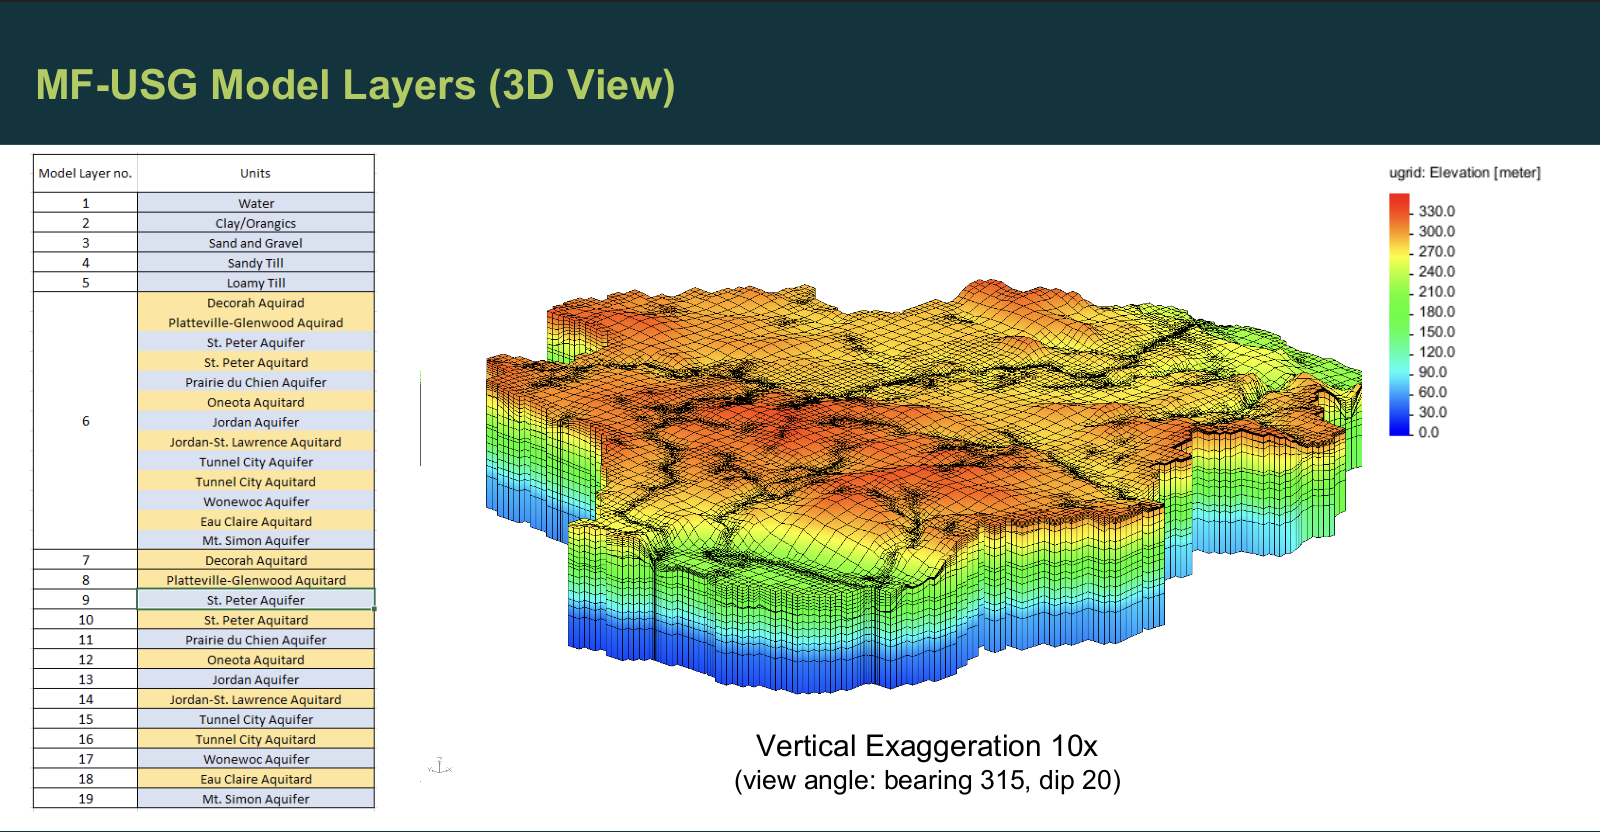 MF-USG Model Layers (3D View)
Model Layer no. Units
1 Water
2 Clay/Orangics
3 Sand and Gravel
4 Sandy Till
5 Loamy Till
6
Decorah Aquirad
Platteville-Glenwood Aquirad
St. Peter Aquifer
St. Peter Aquitard
Prairie du Chien Aquifer
Oneota Aquitard
Jordan Aquifer
Jordan-St. Lawrence Aquitard
Tunnel City Aquifer
Tunnel City Aquitard
Wonewoc Aquifer
Eau Claire Aquitard
Mt. Simon Aquifer
7 Decorah Aquitard
8 Platteville-Glenwood Aquitard
9 St. Peter Aquifer
10 St. Peter Aquitard
11 Prairie du Chien Aquifer
12 Oneota Aquitard
13 Jordan Aquifer
14 Jordan-St. Lawrence Aquitard
15 Tunnel City Aquifer
16 Tunnel City Aquitard
17 Wonewoc Aquifer
18 Eau Claire Aquitard
19 Mt. Simon Aquifer
ugrid: Elevation [meter]
330.0
300.0
270.0
240.0
210.0
180.0
150.0
120.0
90.0
60.0
30.0
0.0
Vertical Exaggeration 10x
(view angle: bearing 315, dip 20)